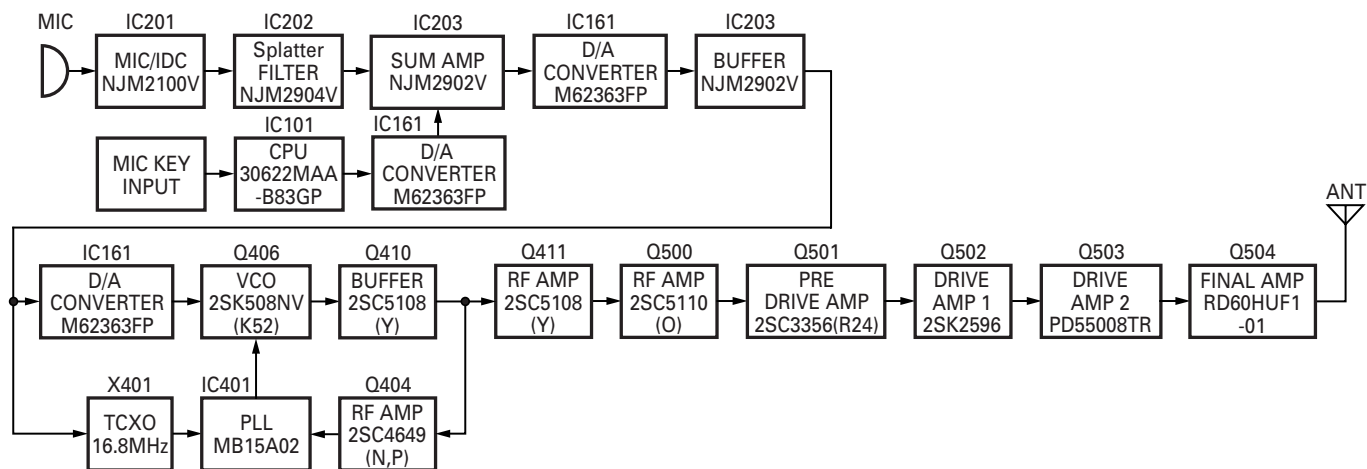 MIC
IC201
MIC/IDC
NJM2100V
IC202
Splatter
FILTER
NJM2904V
IC203
SUM AMP
NJM2902V
IC161
D/A
CONVERTER
M62363FP
IC203
BUFFER
NJM2902V
MIC KEY
INPUT
IC101
CPU
30622MAA
-B83GP
IC161
D/A
CONVERTER
M62363FP
ANT
IC161
D/A
CONVERTER
M62363FP
Q406
VCO
2SK508NV
(K52)
Q410
BUFFER
2SC5108
(Y)
Q411
RF AMP
2SC5108
(Y)
Q500
RF AMP
2SC5110
(O)
Q501
PRE
DRIVE AMP
2SC3356(R24)
Q502
DRIVE
AMP 1
2SK2596
Q503
DRIVE
AMP 2
PD55008TR
Q504
FINAL AMP
RD60HUF1
-01
X401
TCXO
16.8MHz
IC401
PLL
MB15A02
Q404
RF AMP
2SC4649
(N,P)